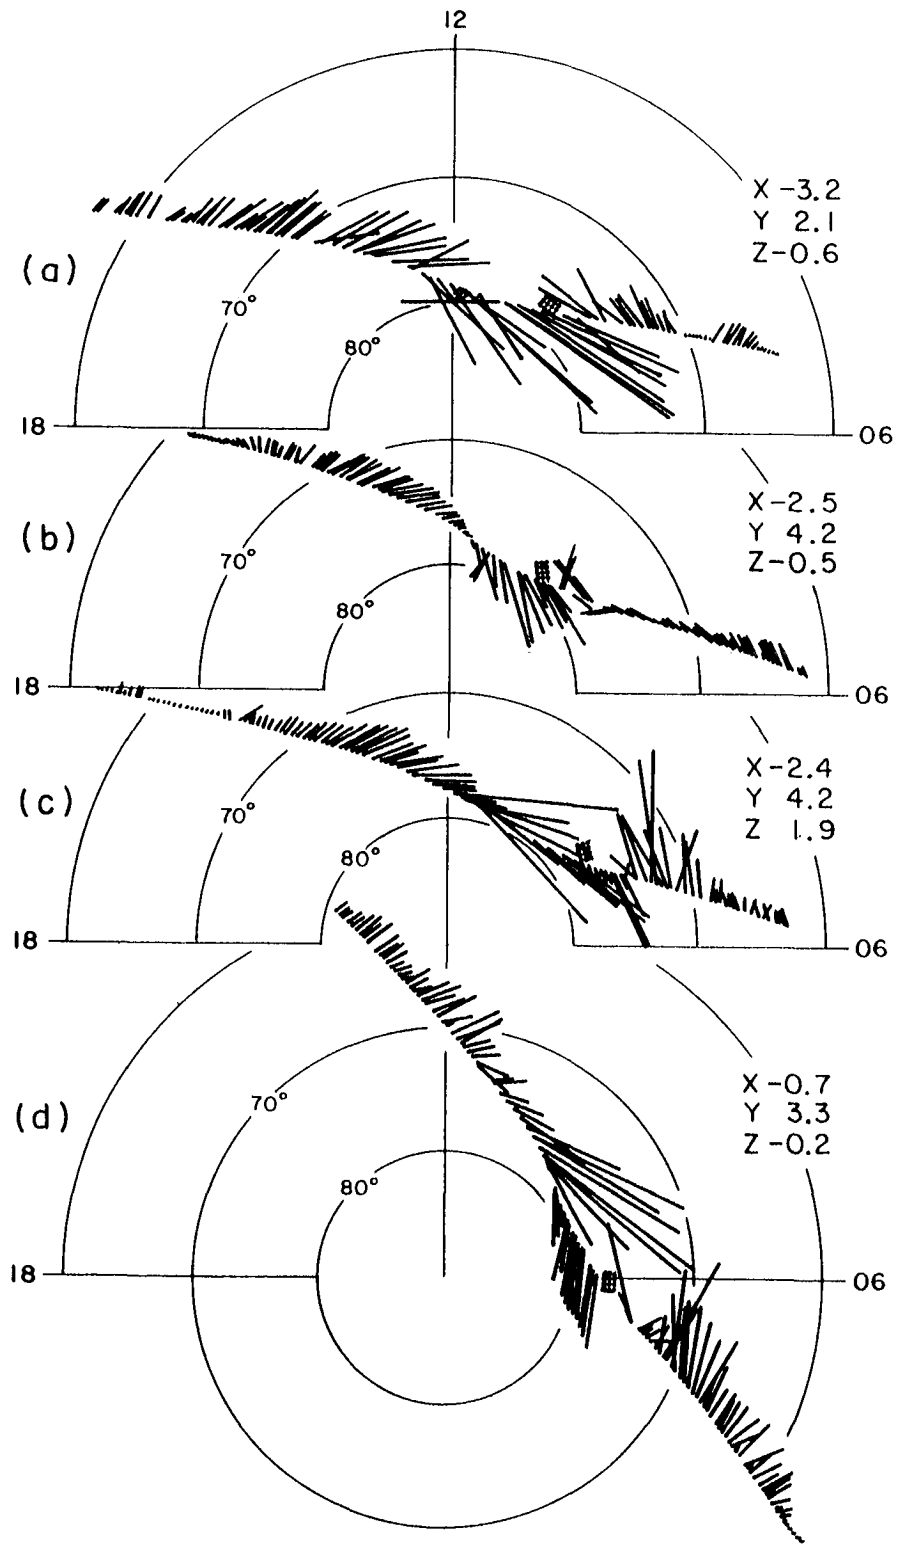 12
X -3.2
Y 2.1
Z -0.6
(a)
70°
80°
18
06
X -2.5
Y 4.2
Z -0.5
(b)
70°
80°
18
06
X -2.4
Y 4.2
Z 1.9
(c)
70°
80°
18
06
X -0.7
Y 3.3
Z -0.2
(d)
70°
80°
18
06